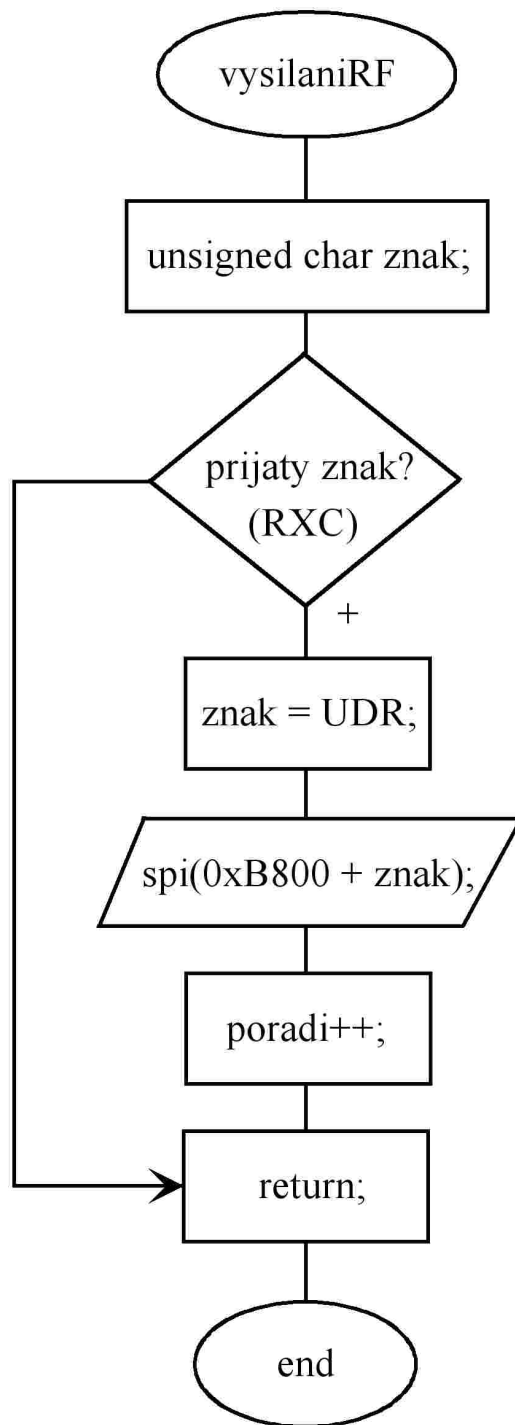 vysilaniRF
unsigned char znak;
prijaty znak?
(RXC)
+
znak = UDR;
spi(0xB800 + znak);
poradi++;
return;
end